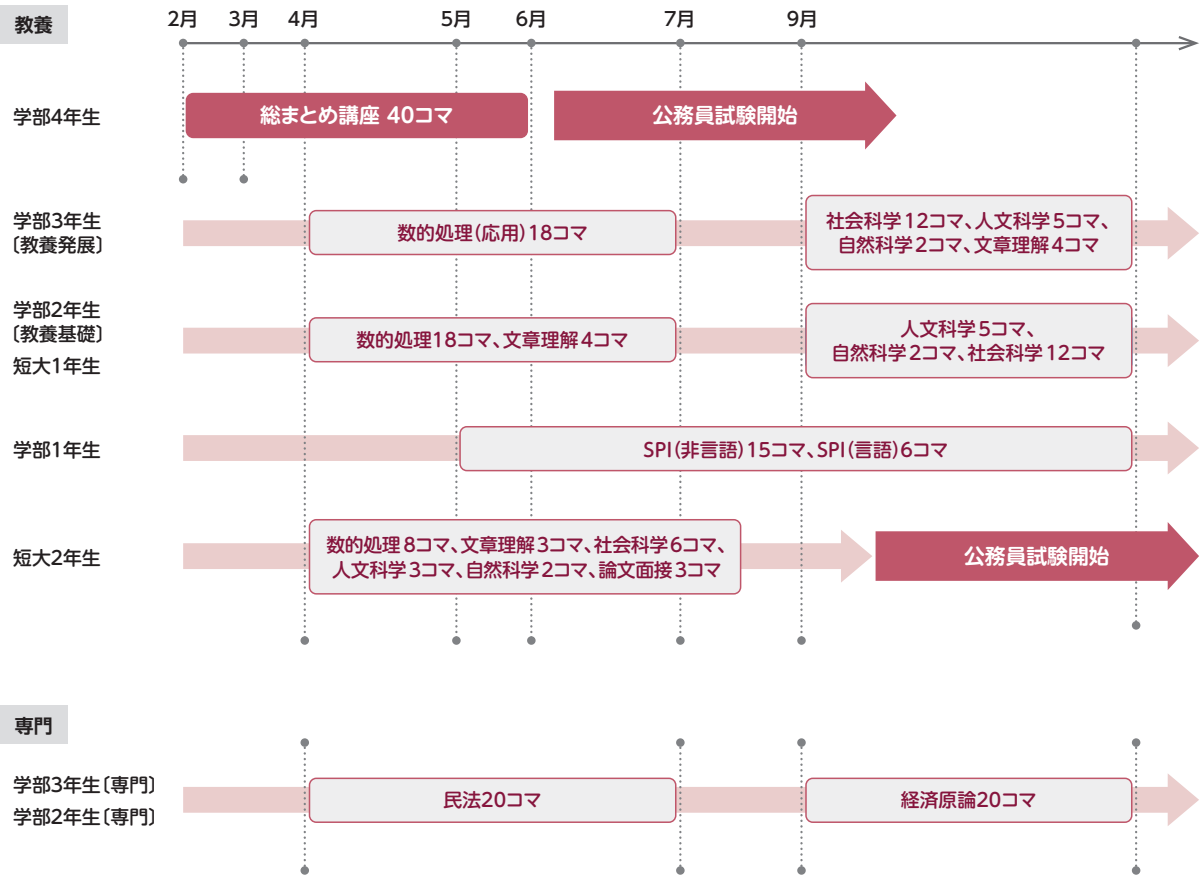 教養
2月 3月 4月 5月 6月 7月 9月
学部4年生
総まとめ講座 40コマ
公務員試験開始
学部3年生
〔教養発展〕
数的処理(応用)18コマ
社会科学12コマ、人文科学5コマ、
自然科学2コマ、文章理解4コマ
学部2年生
〔教養基礎〕
短大1年生
数的処理18コマ、文章理解4コマ
人文科学5コマ、
自然科学2コマ、社会科学12コマ
学部1年生
SPI(非言語)15コマ、SPI(言語)6コマ
短大2年生
数的処理8コマ、文章理解3コマ、社会科学6コマ、
人文科学3コマ、自然科学2コマ、論文面接3コマ
公務員試験開始
専門
学部3年生〔専門〕
学部2年生〔専門〕
民法20コマ
経済原論20コマ